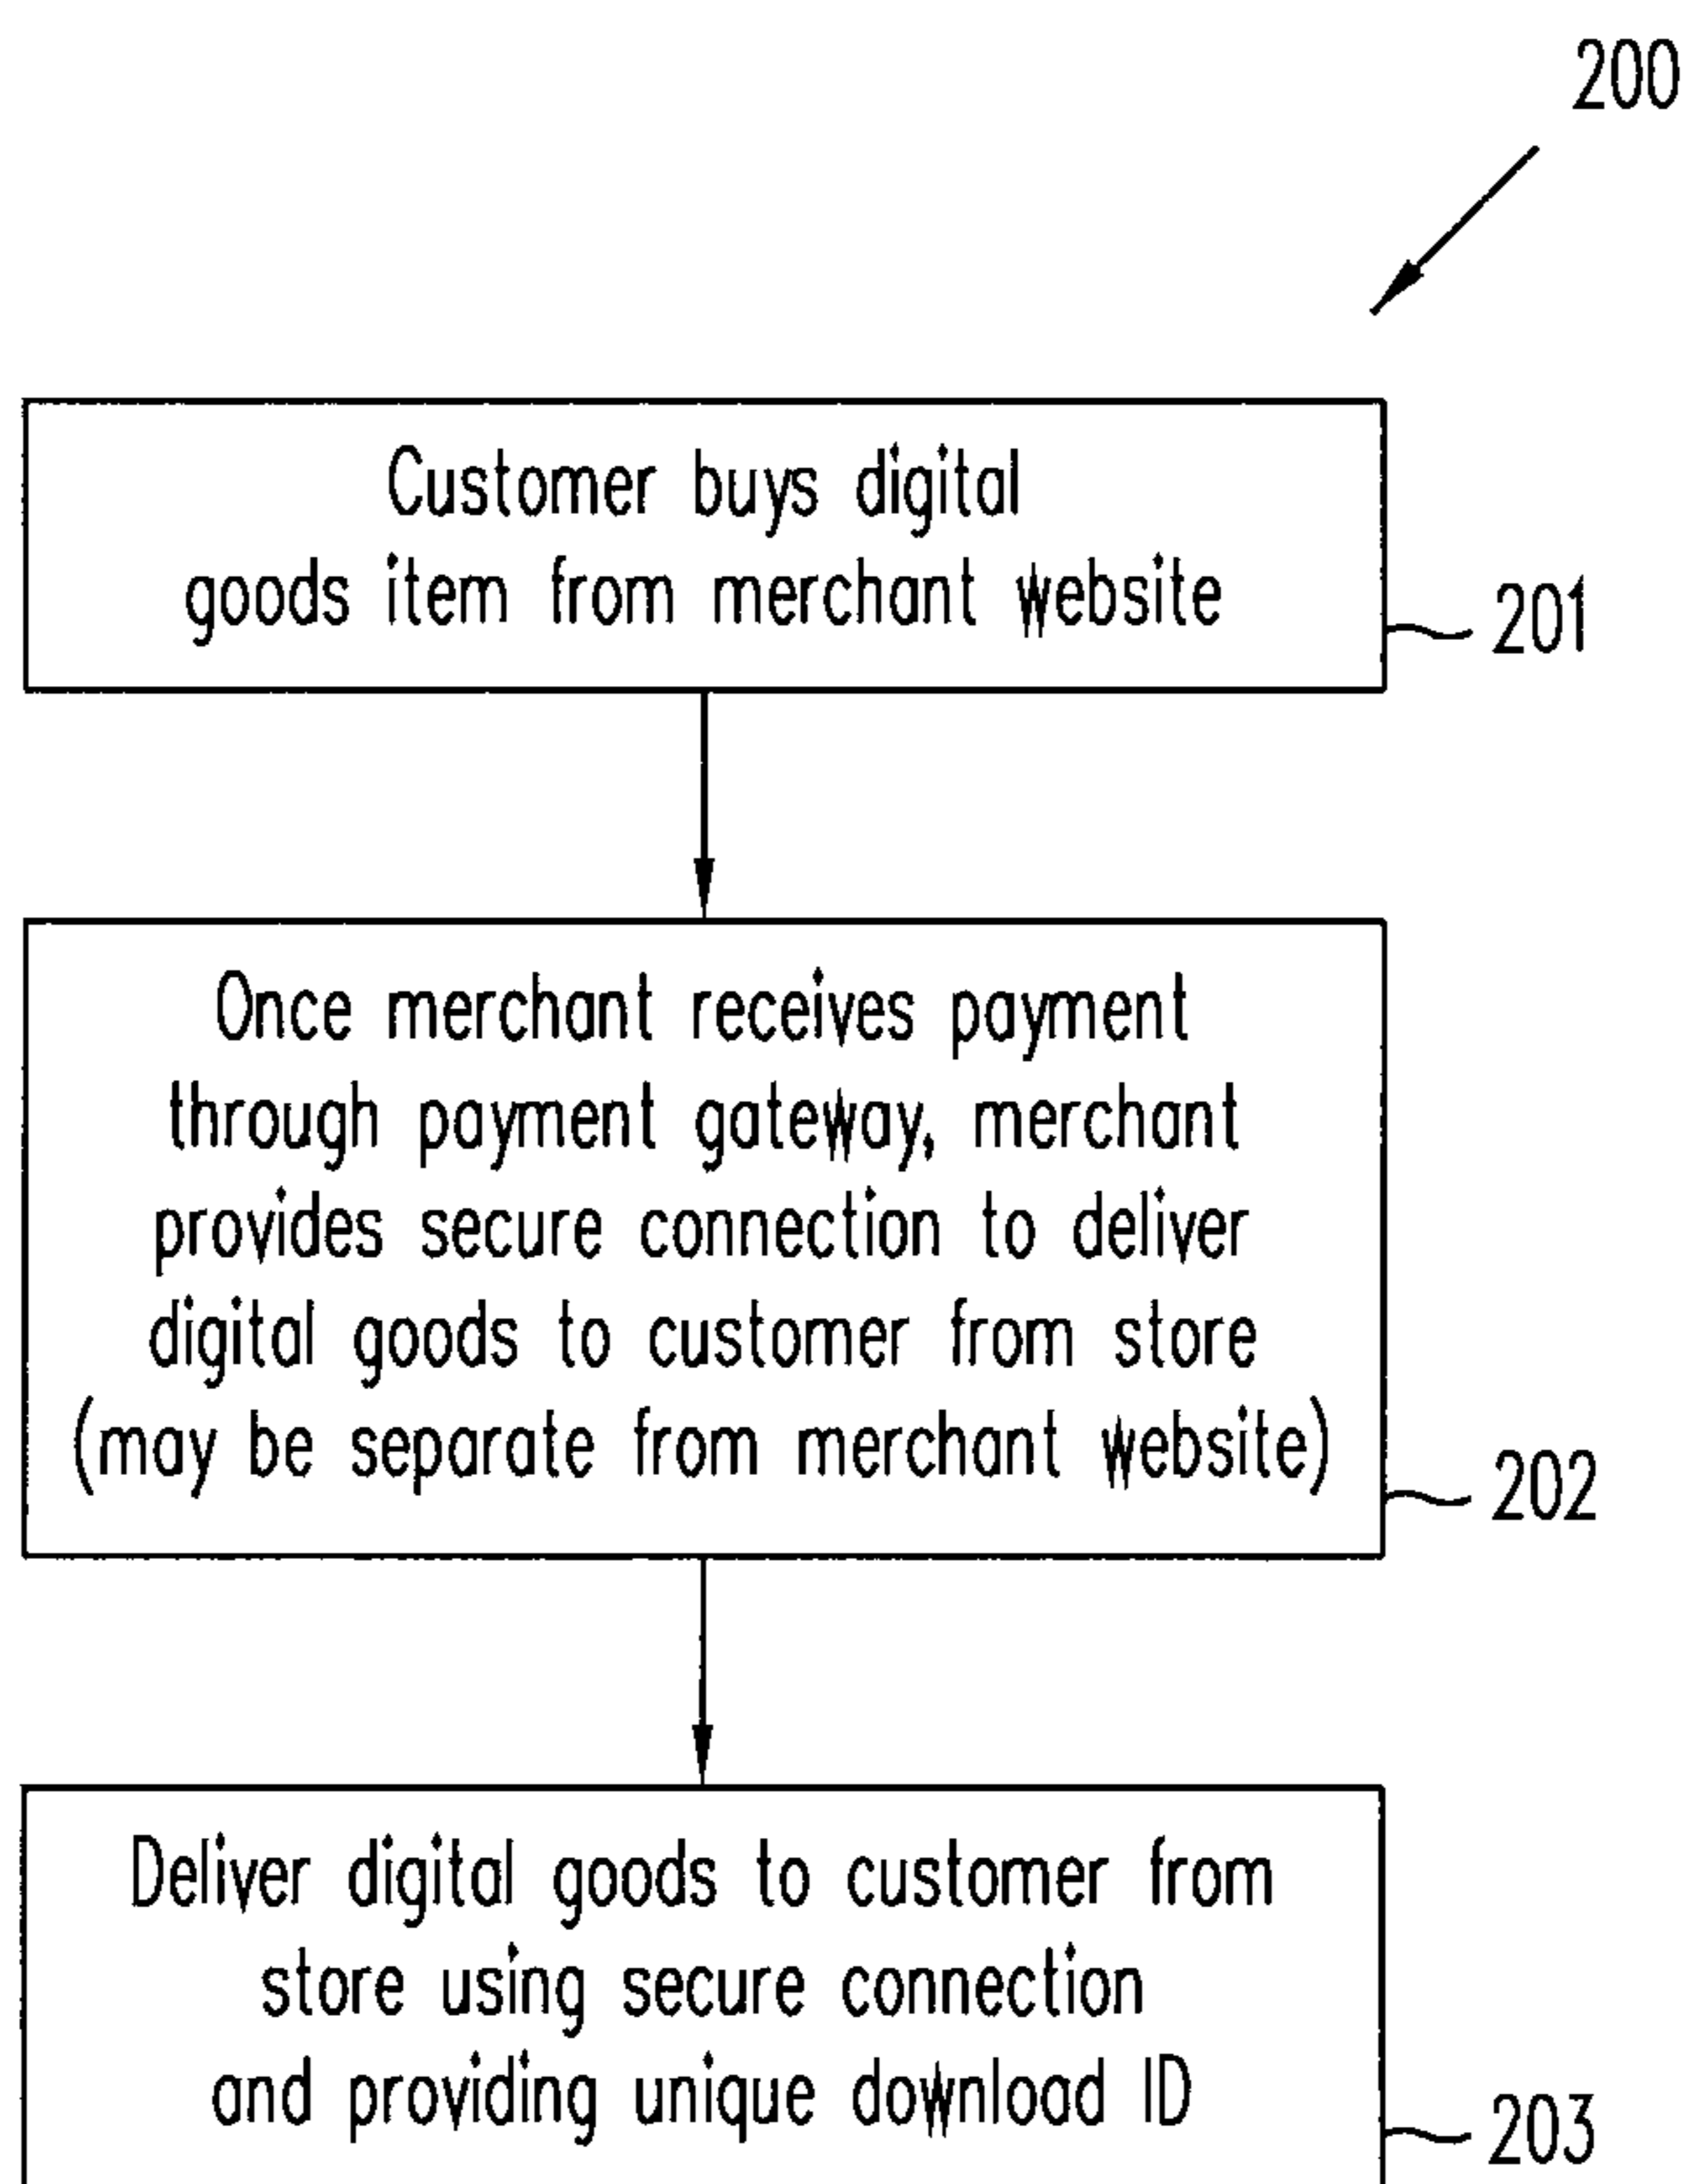 200
Customer buys digital
goods item from merchant website
201
Once merchant receives payment
through payment gateway, merchant
provides secure connection to deliver
digital goods to customer from store
(may be separate from merchant website)
202
Deliver digital goods to customer from
store using secure connection
and providing unique download ID
203